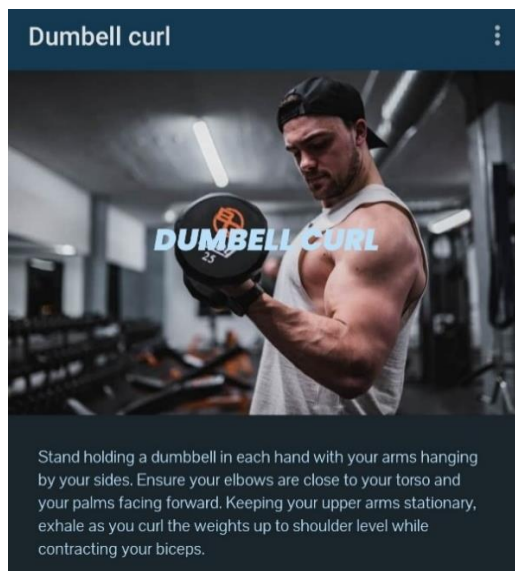 Dumbell curl
DUMBELL CURL
25
Stand holding a dumbbell in each hand with your arms hanging
by your sides. Ensure your elbows are close to your torso and
your palms facing forward. Keeping your upper arms stationary,
exhale as you curl the weights up to shoulder level while
contracting your biceps.